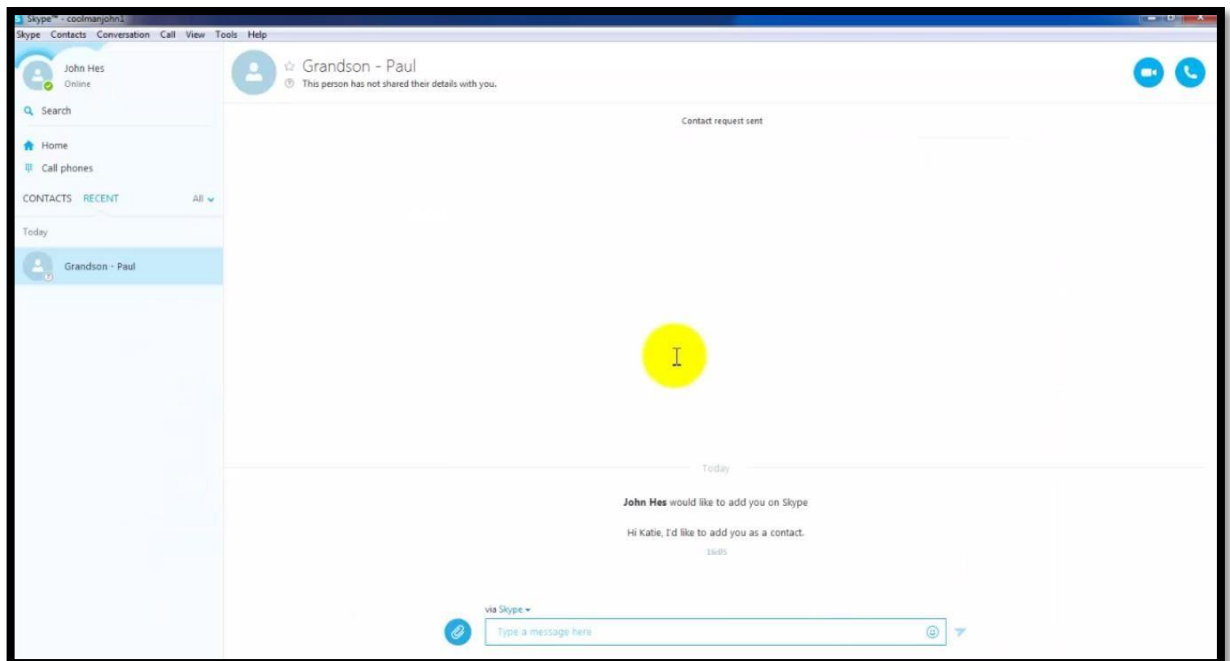 Skype™ - coolmanjohn1
Skype Contacts Conversation Call View Tools Help
John Hes
Online
Search
Home
Call phones
CONTACTS RECENT All
Today
Grandson - Paul
Grandson - Paul
This person has not shared their details with you.
Contact request sent
Today
John Hes would like to add you on Skype
Hi Katie, I'd like to add you as a contact.
via Skype
Type a message here